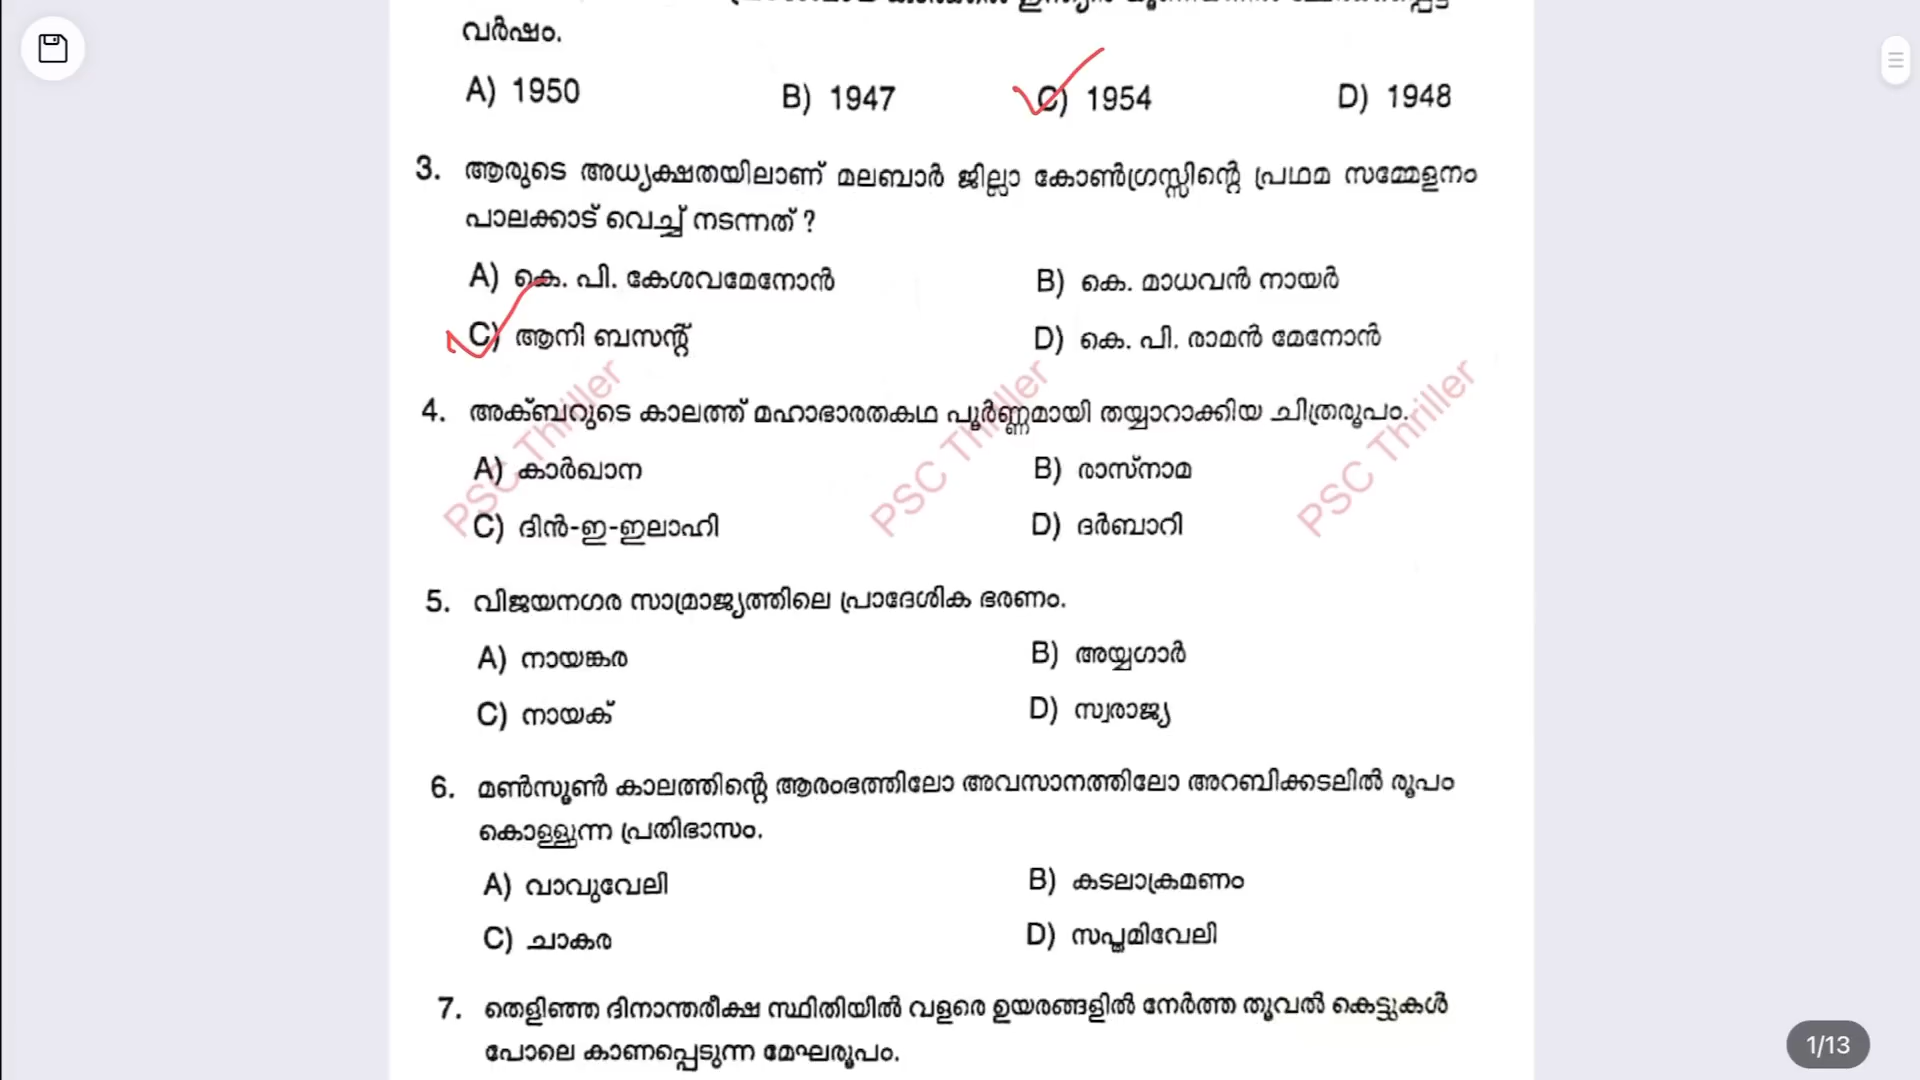 വർഷം.
A) 1950 B) 1947 C) 1954 D) 1948
3. ആരുടെ അധ്യക്ഷതയിലാണ് മലബാർ ജില്ലാ കോൺഗ്രസ്സിന്റെ പ്രഥമ സമ്മേളനം
പാലക്കാട് വെച്ച് നടന്നത് ?
A) കെ. പി. കേശവമേനോൻ B) കെ. മാധവൻ നായർ
C) ആനി ബസന്റ് D) കെ. പി. രാമൻ മേനോൻ
4. അക്ബറുടെ കാലത്ത് മഹാഭാരതകഥ പൂർണ്ണമായി തയ്യാറാക്കിയ ചിത്രരൂപം.
A) കാർഖാന B) രാസ്നാമ
C) ദിൻ-ഇ-ഇലാഹി D) ദർബാറി
PSC Thriller PSC Thriller PSC Thriller
5. വിജയനഗര സാമ്രാജ്യത്തിലെ പ്രാദേശിക ഭരണം.
A) നായങ്കര B) അയ്യഗാർ
C) നായക് D) സ്വരാജ്യ
6. മൺസൂൺ കാലത്തിന്റെ ആരംഭത്തിലോ അവസാനത്തിലോ അറബിക്കടലിൽ രൂപം
കൊള്ളുന്ന പ്രതിഭാസം.
A) വാവുവേലി B) കടലാക്രമണം
C) ചാകര D) സപ്തമിവേലി
7. തെളിഞ്ഞ ദിനാന്തരീക്ഷ സ്ഥിതിയിൽ വളരെ ഉയരങ്ങളിൽ നേർത്ത തൂവൽ കെട്ടുകൾ
പോലെ കാണപ്പെടുന്ന മേഘരൂപം.
1/13